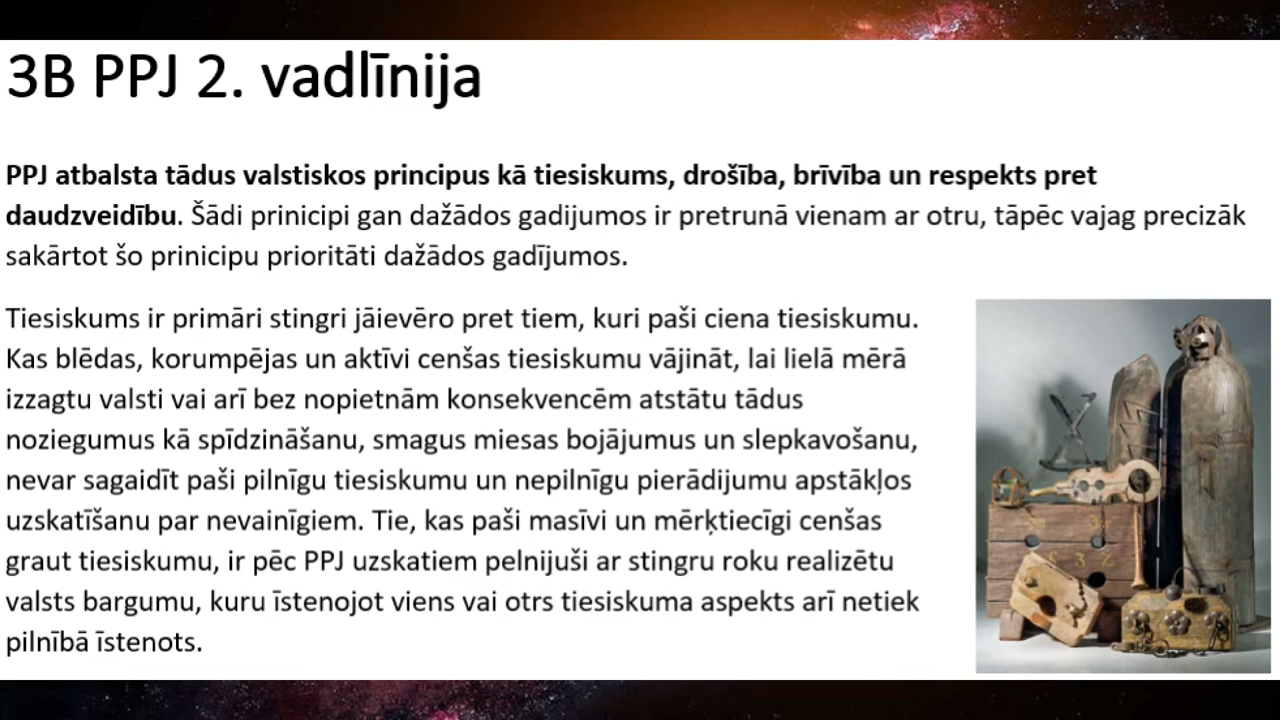 3B PPJ 2. vadlīnija
PPJ atbalsta tādus valstiskos principus kā tiesiskums, drošība, brīvība un respekts pret
daudzveidību. Šādi prinicipi gan dažādos gadijumos ir pretrunā vienam ar otru, tāpēc vajag precizāk
sakārtot šo prinicipu prioritāti dažādos gadījumos.
Tiesiskums ir primāri stingri jāievēro pret tiem, kuri paši ciena tiesiskumu.
Kas blēdas, korumpējas un aktīvi cenšas tiesiskumu vājināt, lai lielā mērā
izzagtu valsti vai arī bez nopietnām konsekvencēm atstātu tādus
noziegumus kā spīdzināšanu, smagus miesas bojājumus un slepkavošanu,
nevar sagaidīt paši pilnīgu tiesiskumu un nepilnīgu pierādijumu apstākļos
uzskatīšanu par nevainīgiem. Tie, kas paši masīvi un mērķtiecīgi cenšas
graut tiesiskumu, ir pēc PPJ uzskatiem pelnijuši ar stingru roku realizētu
valsts bargumu, kuru īstenojot viens vai otrs tiesiskuma aspekts arī netiek
pilnībā īstenots.